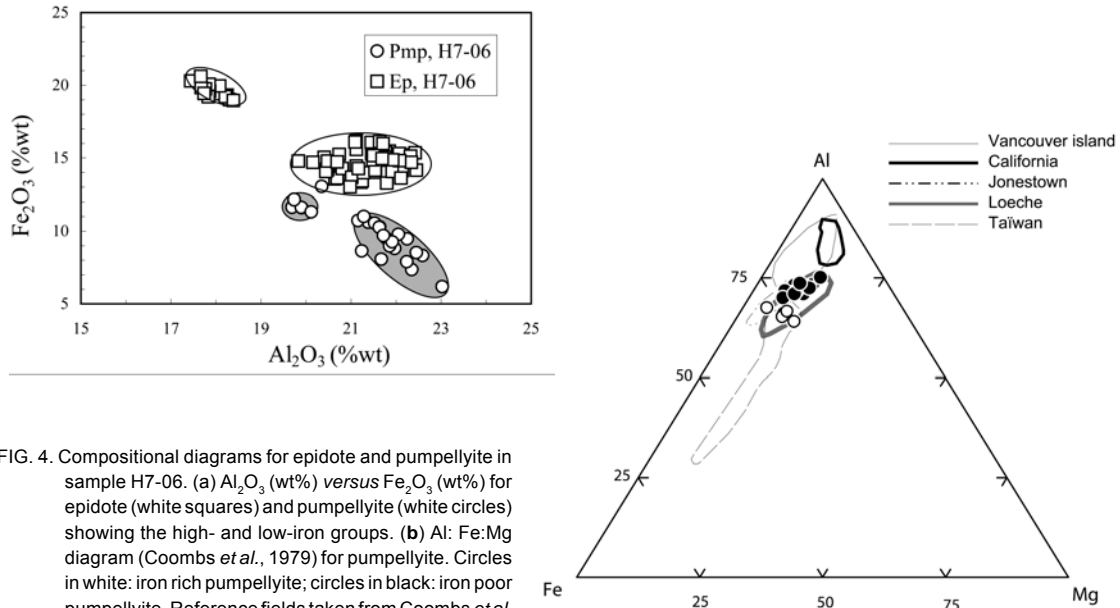 25
20
15
10
5
Fe₂O₃ (%wt)
Pmp, H7-06
Ep, H7-06
15
17
19
21
23
25
Al₂O₃ (%wt)
Vancouver island
California
Jonestown
Loeche
Taïwan
Al
75
50
25
Fe
25
50
75
Mg
FIG. 4. Compositional diagrams for epidote and pumpellyite in
sample H7-06. (a) Al₂O₃ (wt%) versus Fe₂O₃ (wt%) for
epidote (white squares) and pumpellyite (white circles)
showing the high- and low-iron groups. (b) Al: Fe:Mg
diagram (Coombs et al., 1979) for pumpellyite. Circles
in white: iron rich pumpellyite; circles in black: iron poor
pumpellyite. Reference fields taken from Coombs et al.